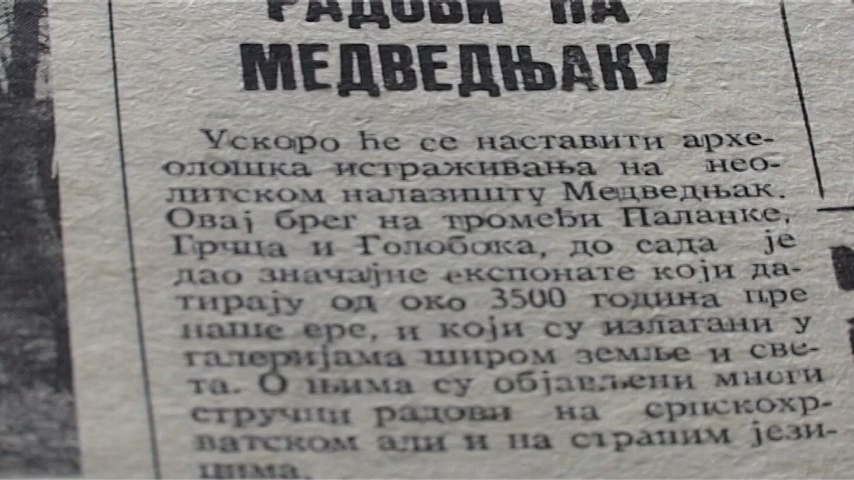 РАДОВИ НА
МЕДВЕДЊАКУ
Ускоро ће се наставити архе-
олошка истраживања на нео-
литском налазишту Медведњак.
Овај брег на тромеђи Паланке,
Грчца и Голобока, до сада је
дао значајне експонате који да-
тирају од око 3500 година пре
наше ере, и који су излагани у
галеријама широм земље и све-
та. О њима су објављени многи
стручни радови на српскохр-
ватском али и на страним јези-
цима.